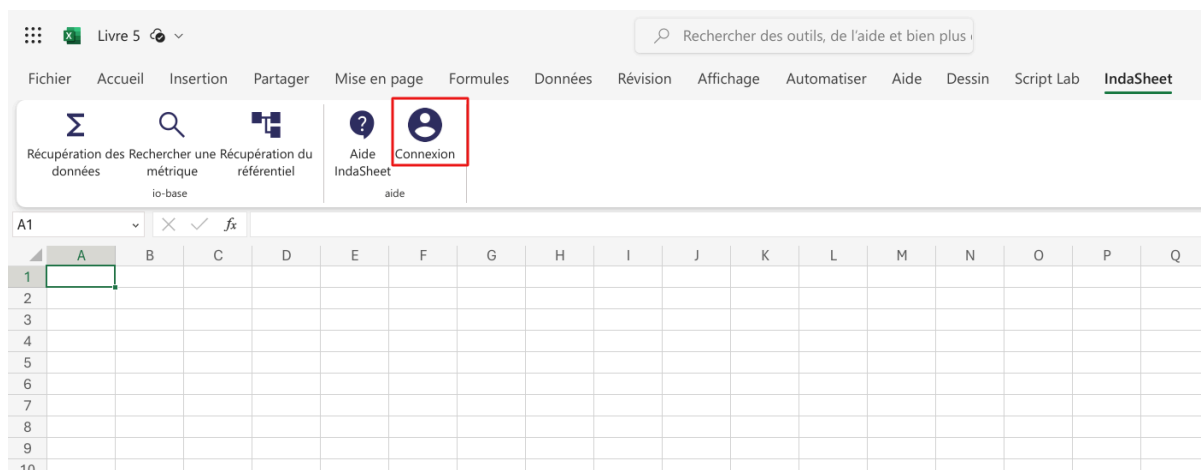 Livre 5
Rechercher des outils, de l'aide et bien plus
Fichier Accueil Insertion Partager Mise en page Formules Données Révision Affichage Automatiser Aide Dessin Script Lab IndaSheet
Récupération des données
Rechercher une métrique
Récupération du référentiel
io-base
Aide IndaSheet
Connexion
aide
A1
fx
A B C D E F G H I J K L M N O P Q
1
2
3
4
5
6
7
8
9
10